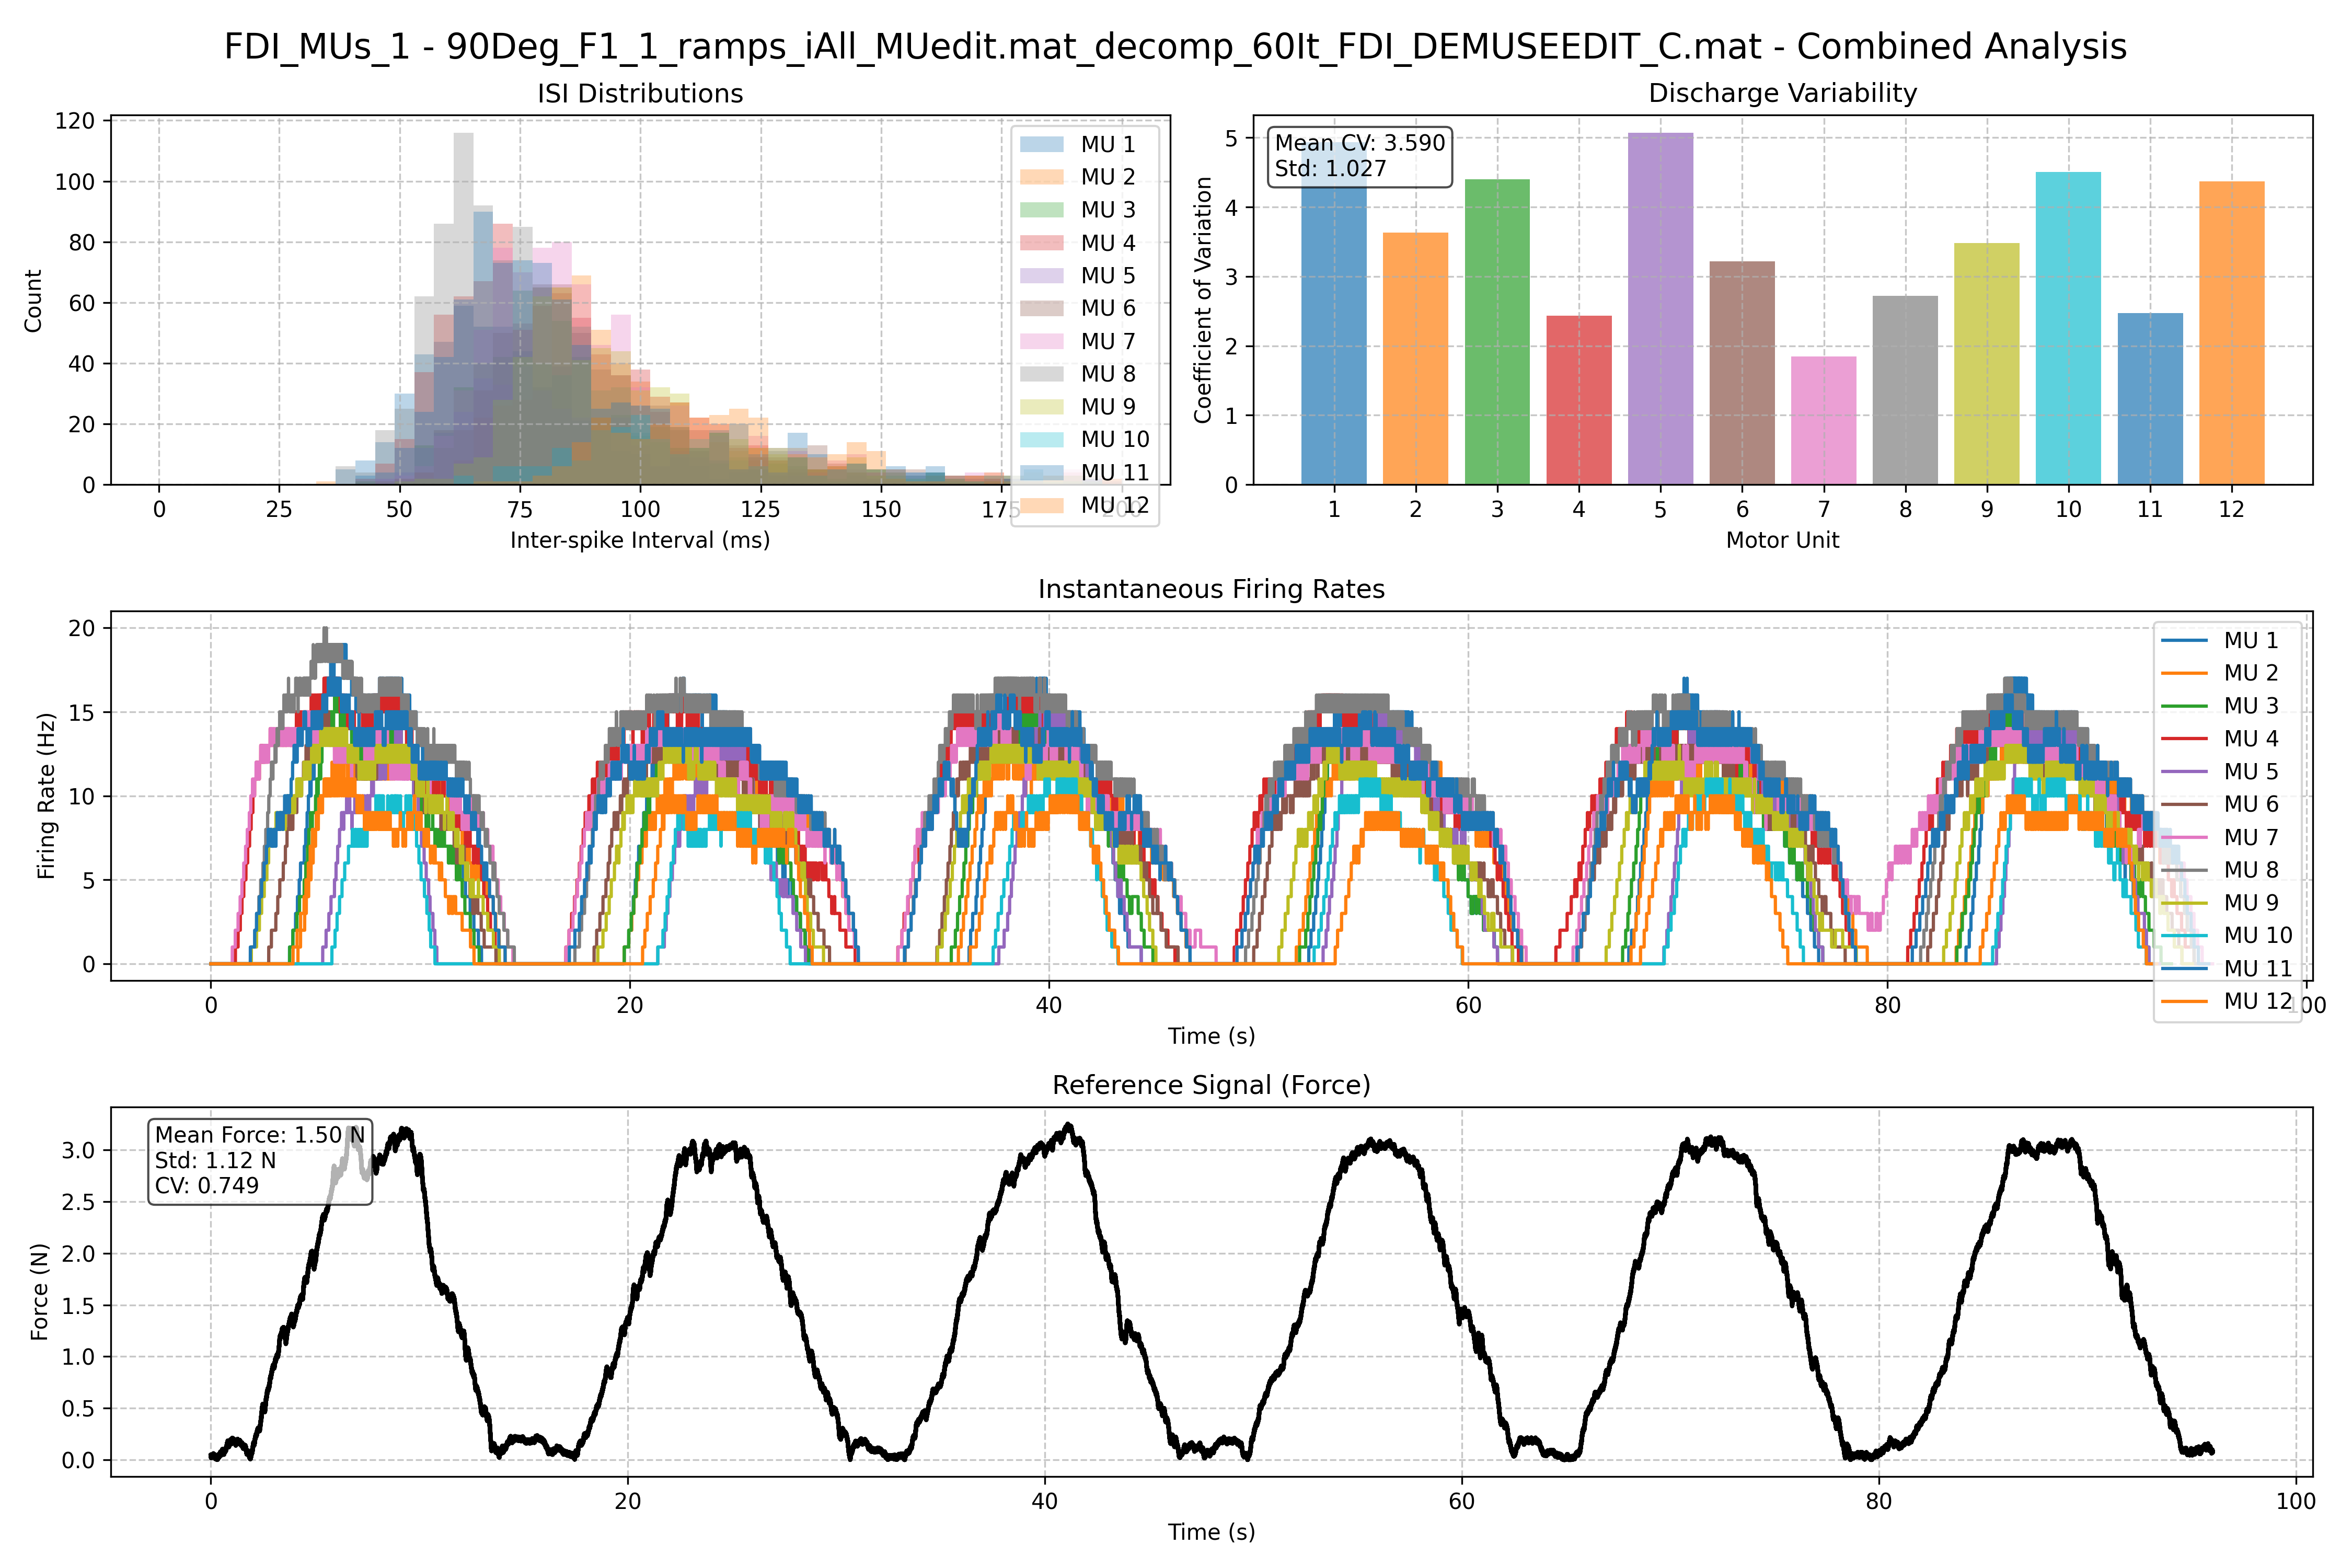 FDI_MUs_1 - 90Deg_F1_1_ramps_iAll_MUedit.mat_decomp_60It_FDI_DEMUSEEDIT_C.mat - Combined Analysis
ISI Distributions
120
100
80
60
40
20
0
Count
0 25 50 75 100 125 150 175 200
Inter-spike Interval (ms)
MU 1
MU 2
MU 3
MU 4
MU 5
MU 6
MU 7
MU 8
MU 9
MU 10
MU 11
MU 12
Discharge Variability
Mean CV: 3.590
Std: 1.027
5
4
3
2
1
0
Coefficient of Variation
1 2 3 4 5 6 7 8 9 10 11 12
Motor Unit
Instantaneous Firing Rates
20
15
10
5
0
Firing Rate (Hz)
0 20 40 60 80 100
Time (s)
MU 1
MU 2
MU 3
MU 4
MU 5
MU 6
MU 7
MU 8
MU 9
MU 10
MU 11
MU 12
Reference Signal (Force)
Mean Force: 1.50 N
Std: 1.12 N
CV: 0.749
3.0
2.5
2.0
1.5
1.0
0.5
0.0
Force (N)
0 20 40 60 80 100
Time (s)